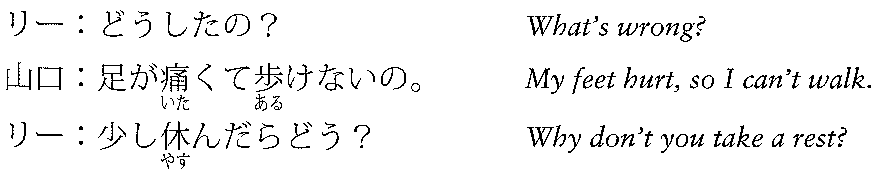 リー：どうしたの？ What's wrong?
山口：足が痛くて歩けないの。 My feet hurt, so I can't walk.
いた ある
リー：少し休んだらどう？ Why don't you take a rest?
やす